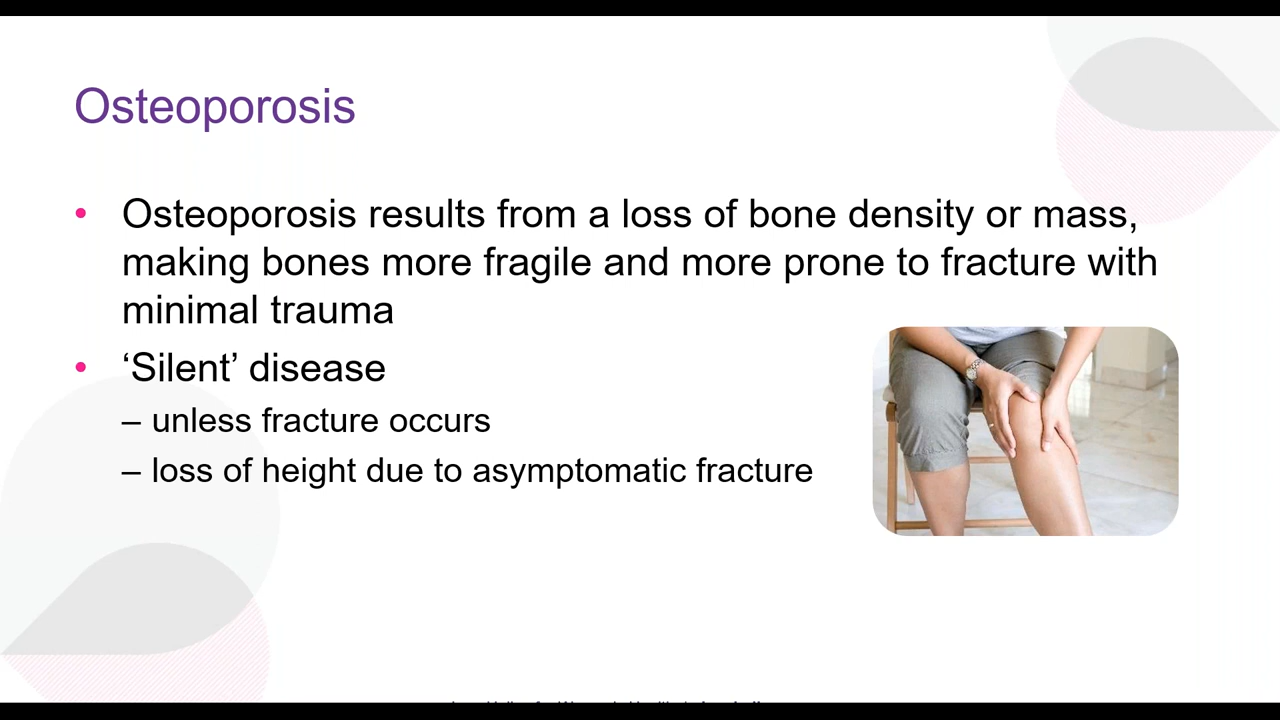 Osteoporosis
• Osteoporosis results from a loss of bone density or mass,
making bones more fragile and more prone to fracture with
minimal trauma
• ‘Silent’ disease
– unless fracture occurs
– loss of height due to asymptomatic fracture